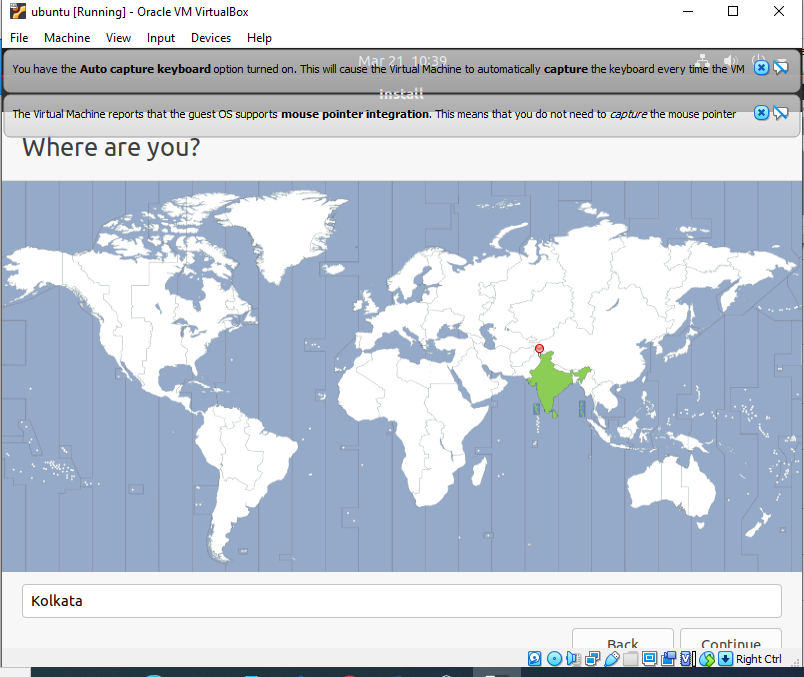 ubuntu [Running] - Oracle VM VirtualBox
File Machine View Input Devices Help
Mar 21 10:39
You have the Auto capture keyboard option turned on. This will cause the Virtual Machine to automatically capture the keyboard every time the VM
Install
The Virtual Machine reports that the guest OS supports mouse pointer integration. This means that you do not need to capture the mouse pointer
Where are you?
Kolkata
Back Continue
Right Ctrl